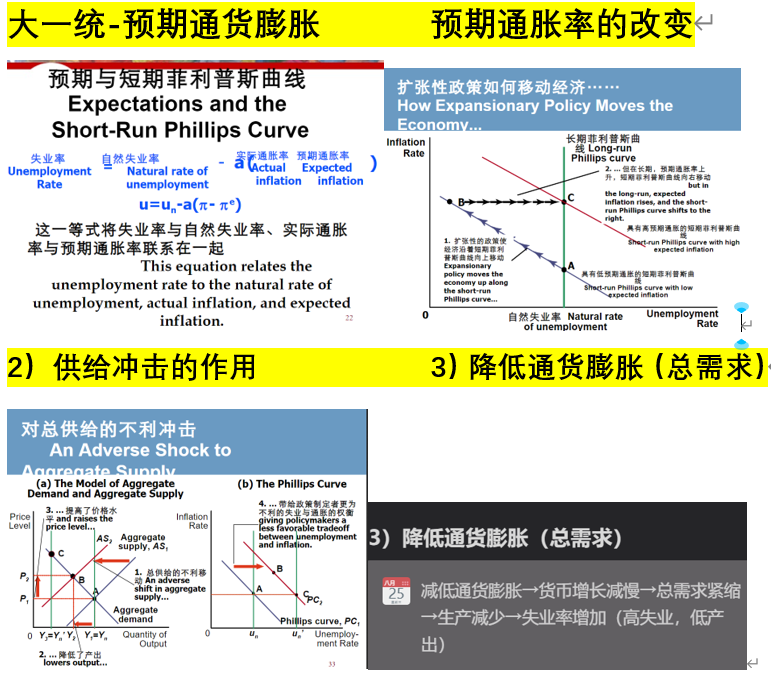 大一统-预期通货膨胀
预期通胀率的改变
预期与短期菲利普斯曲线
Expectations and the
Short-Run Phillips Curve
失业率
自然失业率
实际通胀率
预期通胀率
Unemployment
Rate
=
Natural rate of
unemployment
-
a(
Actual
inflation
Expected
inflation
)
u=uₙ-a(π- πᵉ)
这一等式将失业率与自然失业率、实际通胀
率与预期通胀率联系在一起
This equation relates the
unemployment rate to the natural rate of
unemployment, actual inflation, and expected
inflation.
22
扩张性政策如何移动经济……
How Expansionary Policy Moves the
Economy...
Inflation
Rate
长期菲利普斯曲
线 Long-run
Phillips curve
2. ... 但在长期，预期通胀率上
升，短期菲利普斯曲线向右移动
but in
the long-run, expected
inflation rises, and the short-
run Phillips curve shifts to the
right.
B
C
具有高预期通胀的短期菲利普斯曲
线
Short-run Phillips curve with high
expected inflation
1. 扩张性的政策使
经济沿着短期菲利
普斯曲线向上移动
Expansionary
policy moves the
economy up along
the short-run
Phillips curve...
A
具有低预期通胀的短期菲利普斯曲
线
Short-run Phillips curve with low
expected inflation
0
自然失业率 Natural rate
of unemployment
Unemployment
Rate
2）供给冲击的作用
3）降低通货膨胀（总需求）
对总供给的不利冲击
An Adverse Shock to
Aggregate Supply
(a) The Model of Aggregate
Demand and Aggregate Supply
(b) The Phillips Curve
Price
Level
3. ... 提高了价格水
平 and raises the
price level...
AS₂
Aggregate
supply, AS₁
C
P₂
B
1. 总供给的不利移
动 An adverse
shift in aggregate
supply...
P₁
A
Aggregate
demand
0
Y₃=Yₙ'
Y₂
Y₁=Yₙ
Quantity of
Output
2. ... 降低了产出
lowers output...
Inflation
Rate
4. ... 带给政策制定者更为
不利的失业与通胀的权衡
giving policymakers a
less favorable tradeoff
between unemployment
and inflation.
B
A
C
PC₂
Phillips curve, PC₁
0
uₙ
uₙ'
Unemploy-
ment Rate
33
3）降低通货膨胀（总需求）
八月
25
减低通货膨胀→货币增长减慢→总需求紧缩
→生产减少→失业率增加（高失业，低产
出）